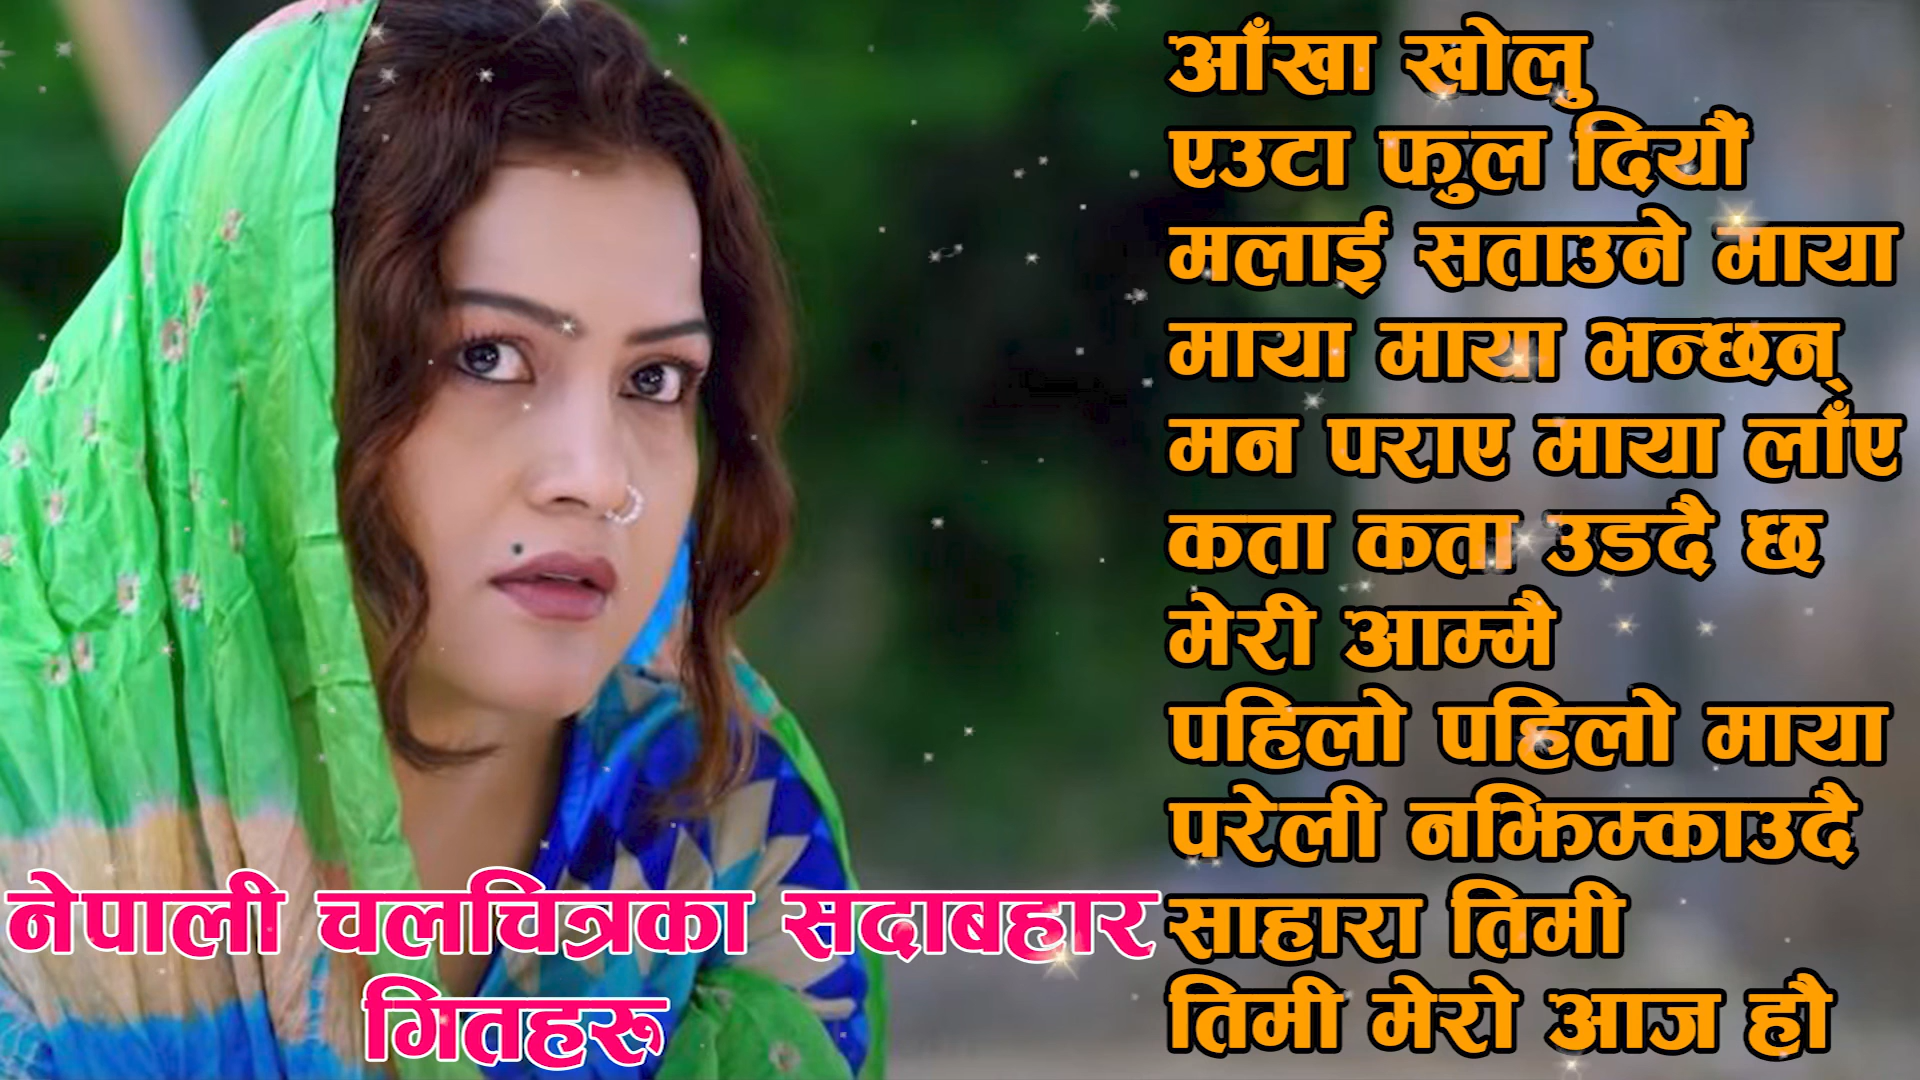 आँखा खोलु
एउटा फुल दियौं
मलाई सताउने माया
माया माया भन्छन्
मन पराए माया लाँए
कता कता उडदै छ
मेरी आम्मै
पहिलो पहिलो माया
परेली नझिम्काउदै
साहारा तिमी
तिमी मेरो आज हौ
नेपाली चलचित्रका सदाबहार
गितहरू